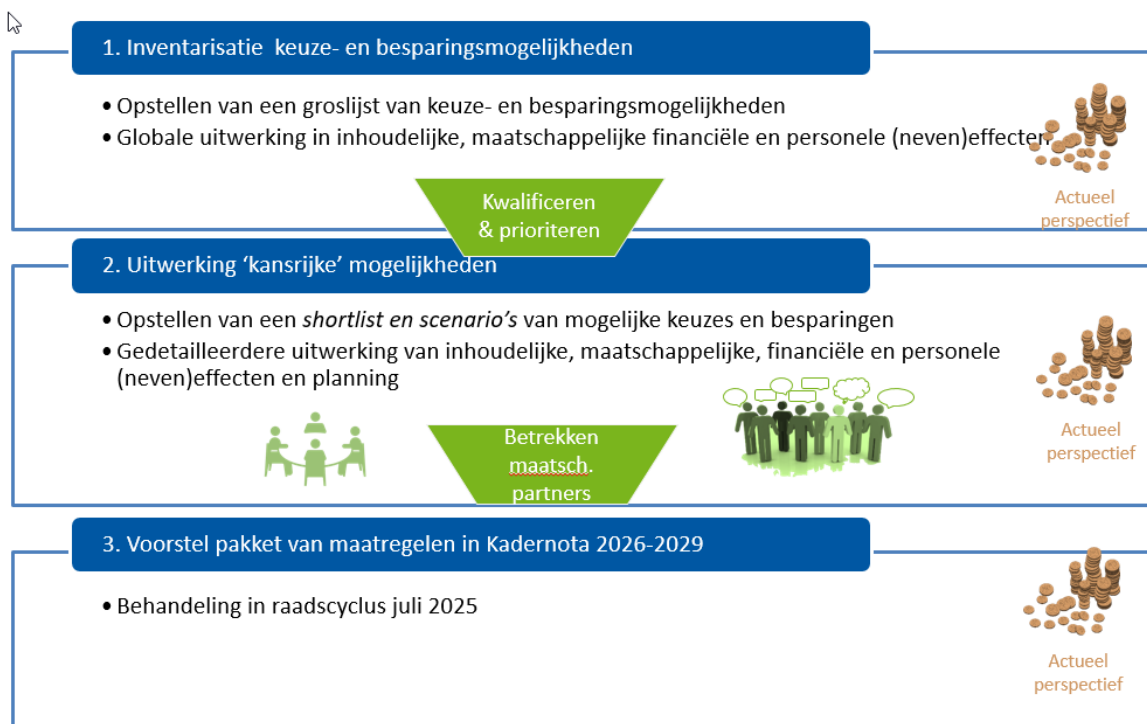 1. Inventarisatie keuze- en besparingsmogelijkheden
• Opstellen van een groslijst van keuze- en besparingsmogelijkheden
• Globale uitwerking in inhoudelijke, maatschappelijke financiële en personele (neven)effecten
Actueel
perspectief
Kwalificeren
& prioriteren
2. Uitwerking ‘kansrijke’ mogelijkheden
• Opstellen van een shortlist en scenario’s van mogelijke keuzes en besparingen
• Gedetailleerdere uitwerking van inhoudelijke, maatschappelijke, financiële en personele
(neven)effecten en planning
Actueel
perspectief
Betrekken
maatsch.
partners
3. Voorstel pakket van maatregelen in Kadernota 2026-2029
• Behandeling in raadscyclus juli 2025
Actueel
perspectief